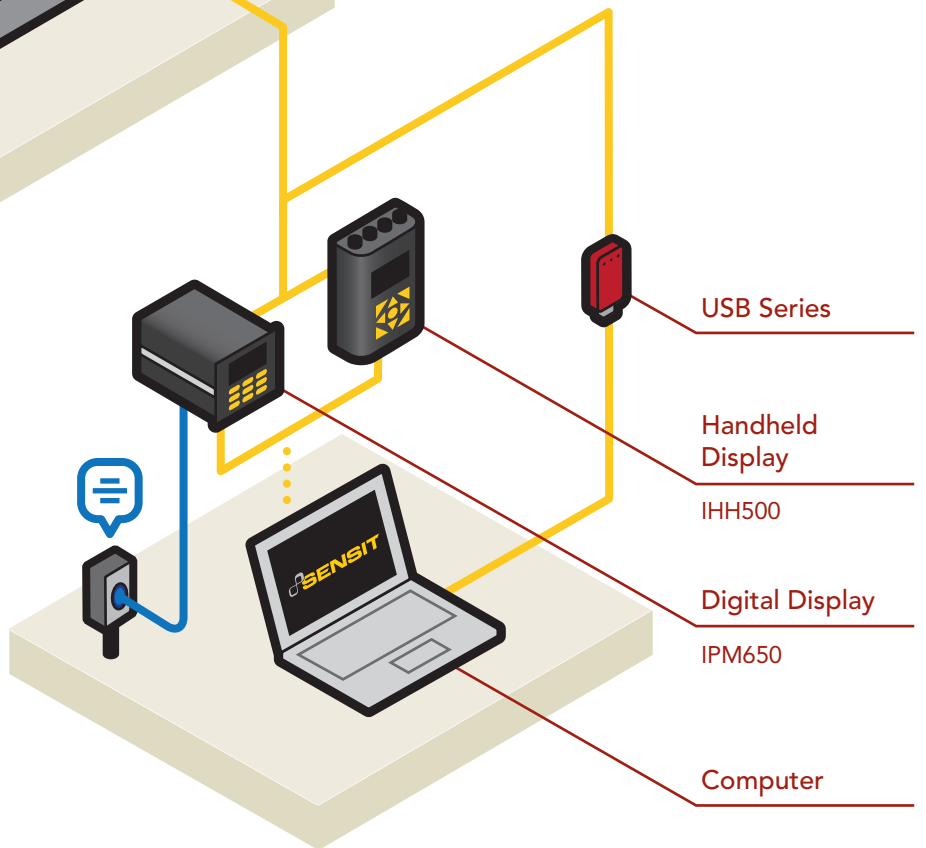 USB Series
Handheld
Display
IHH500
SENSIT
Digital Display
IPM650
Computer